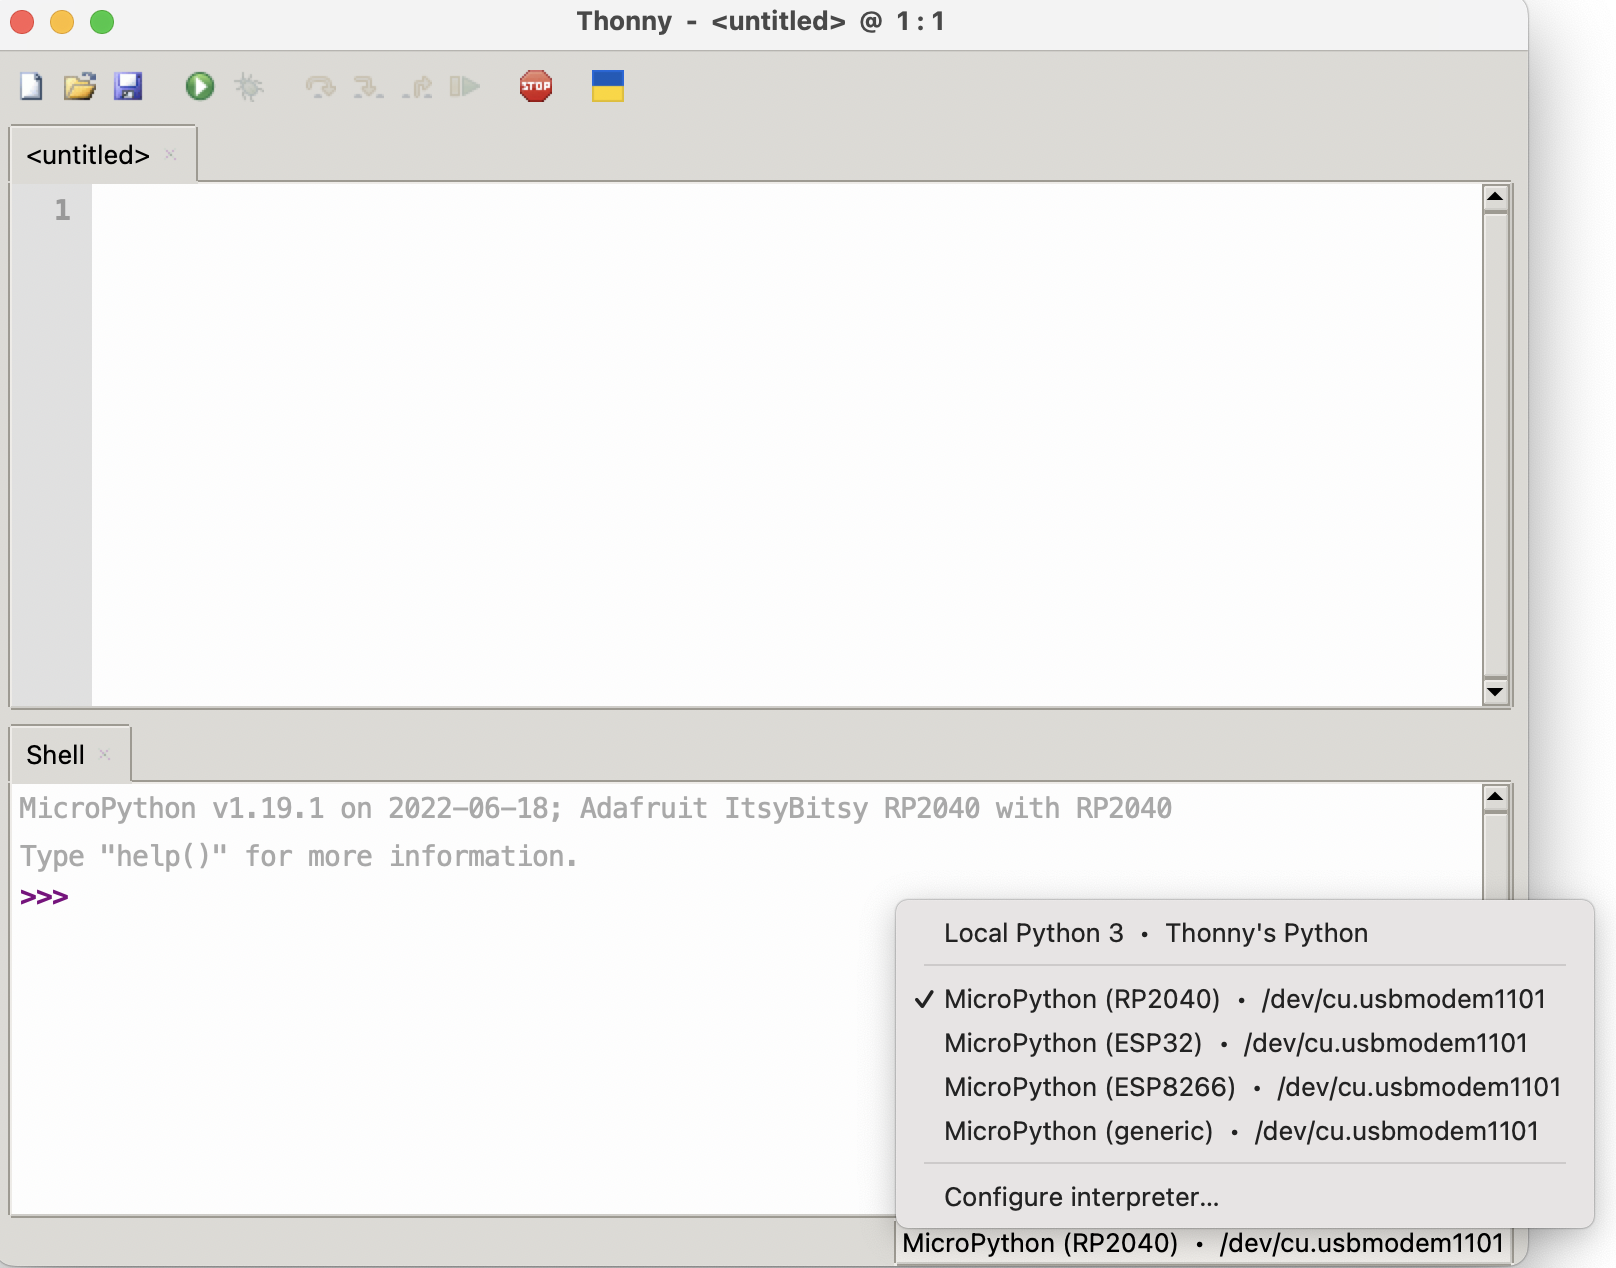 Thonny - <untitled> @ 1:1
STOP
<untitled>
1
Shell
MicroPython v1.19.1 on 2022-06-18; Adafruit ItsyBitsy RP2040 with RP2040
Type "help()" for more information.
>>>
Local Python 3 • Thonny's Python
✓ MicroPython (RP2040) • /dev/cu.usbmodem1101
MicroPython (ESP32) • /dev/cu.usbmodem1101
MicroPython (ESP8266) • /dev/cu.usbmodem1101
MicroPython (generic) • /dev/cu.usbmodem1101
Configure interpreter...
MicroPython (RP2040) • /dev/cu.usbmodem1101